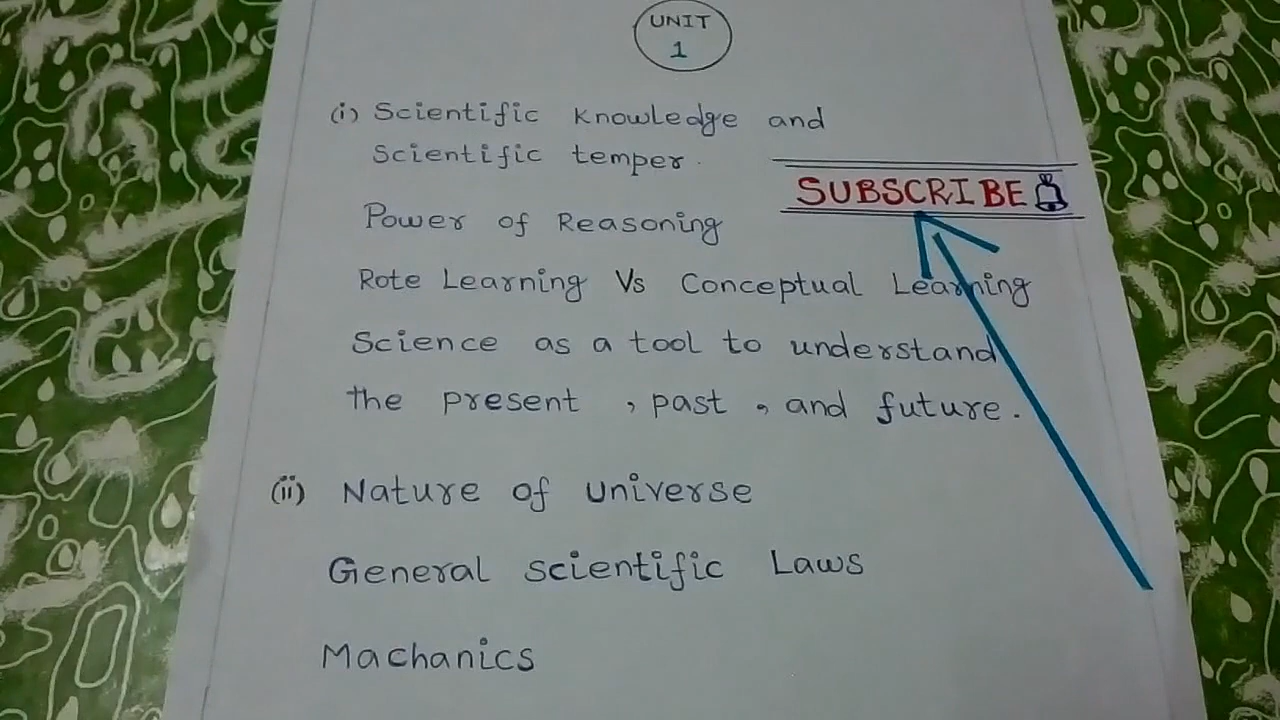 UNIT
1
(i) Scientific Knowledge and
Scientific temper.
SUBSCRIBE
Power of Reasoning
Rote Learning Vs Conceptual Learning
Science as a tool to understand
the present , past , and future.
(ii) Nature of universe
General scientific Laws
Machanics